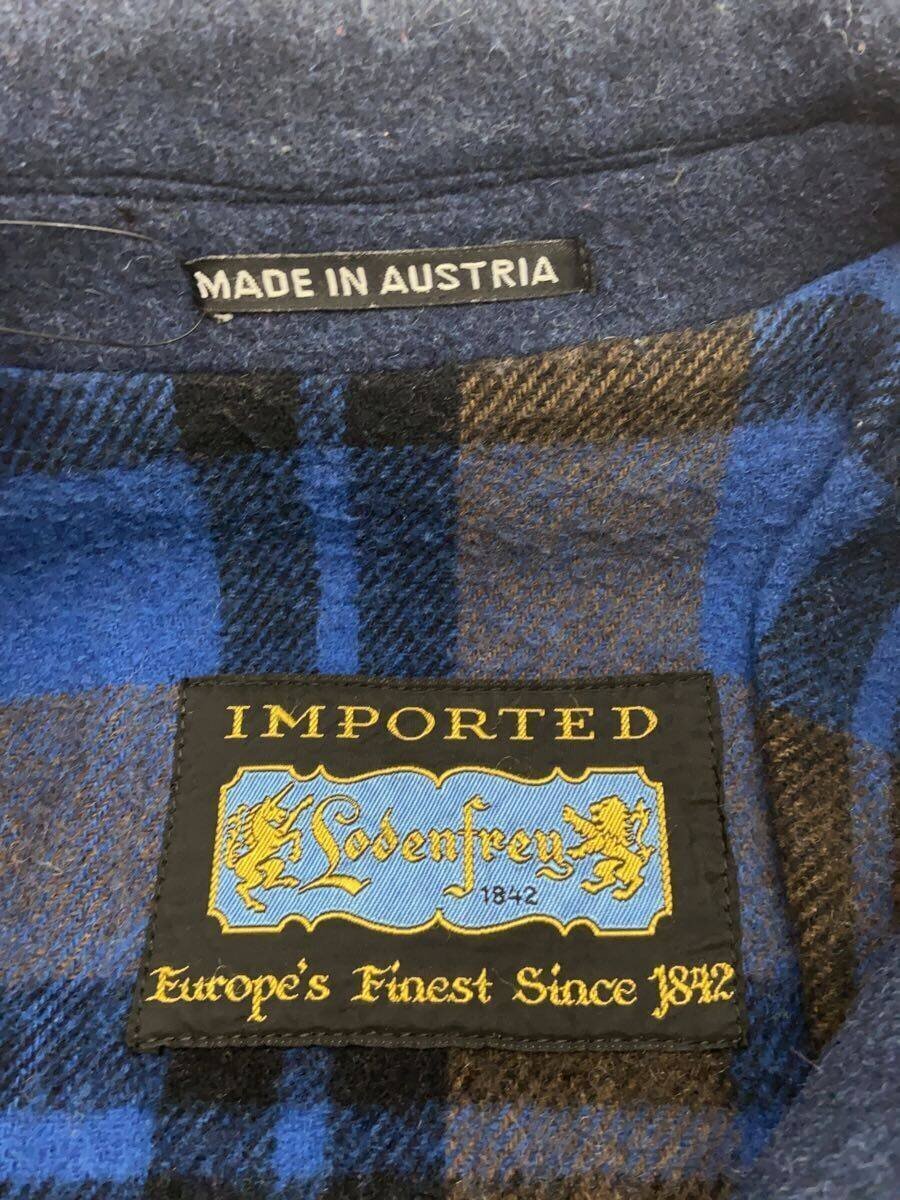 MADE IN AUSTRIA
IMPORTED
Lodenfrey
1842
Europe's Finest Since 1842